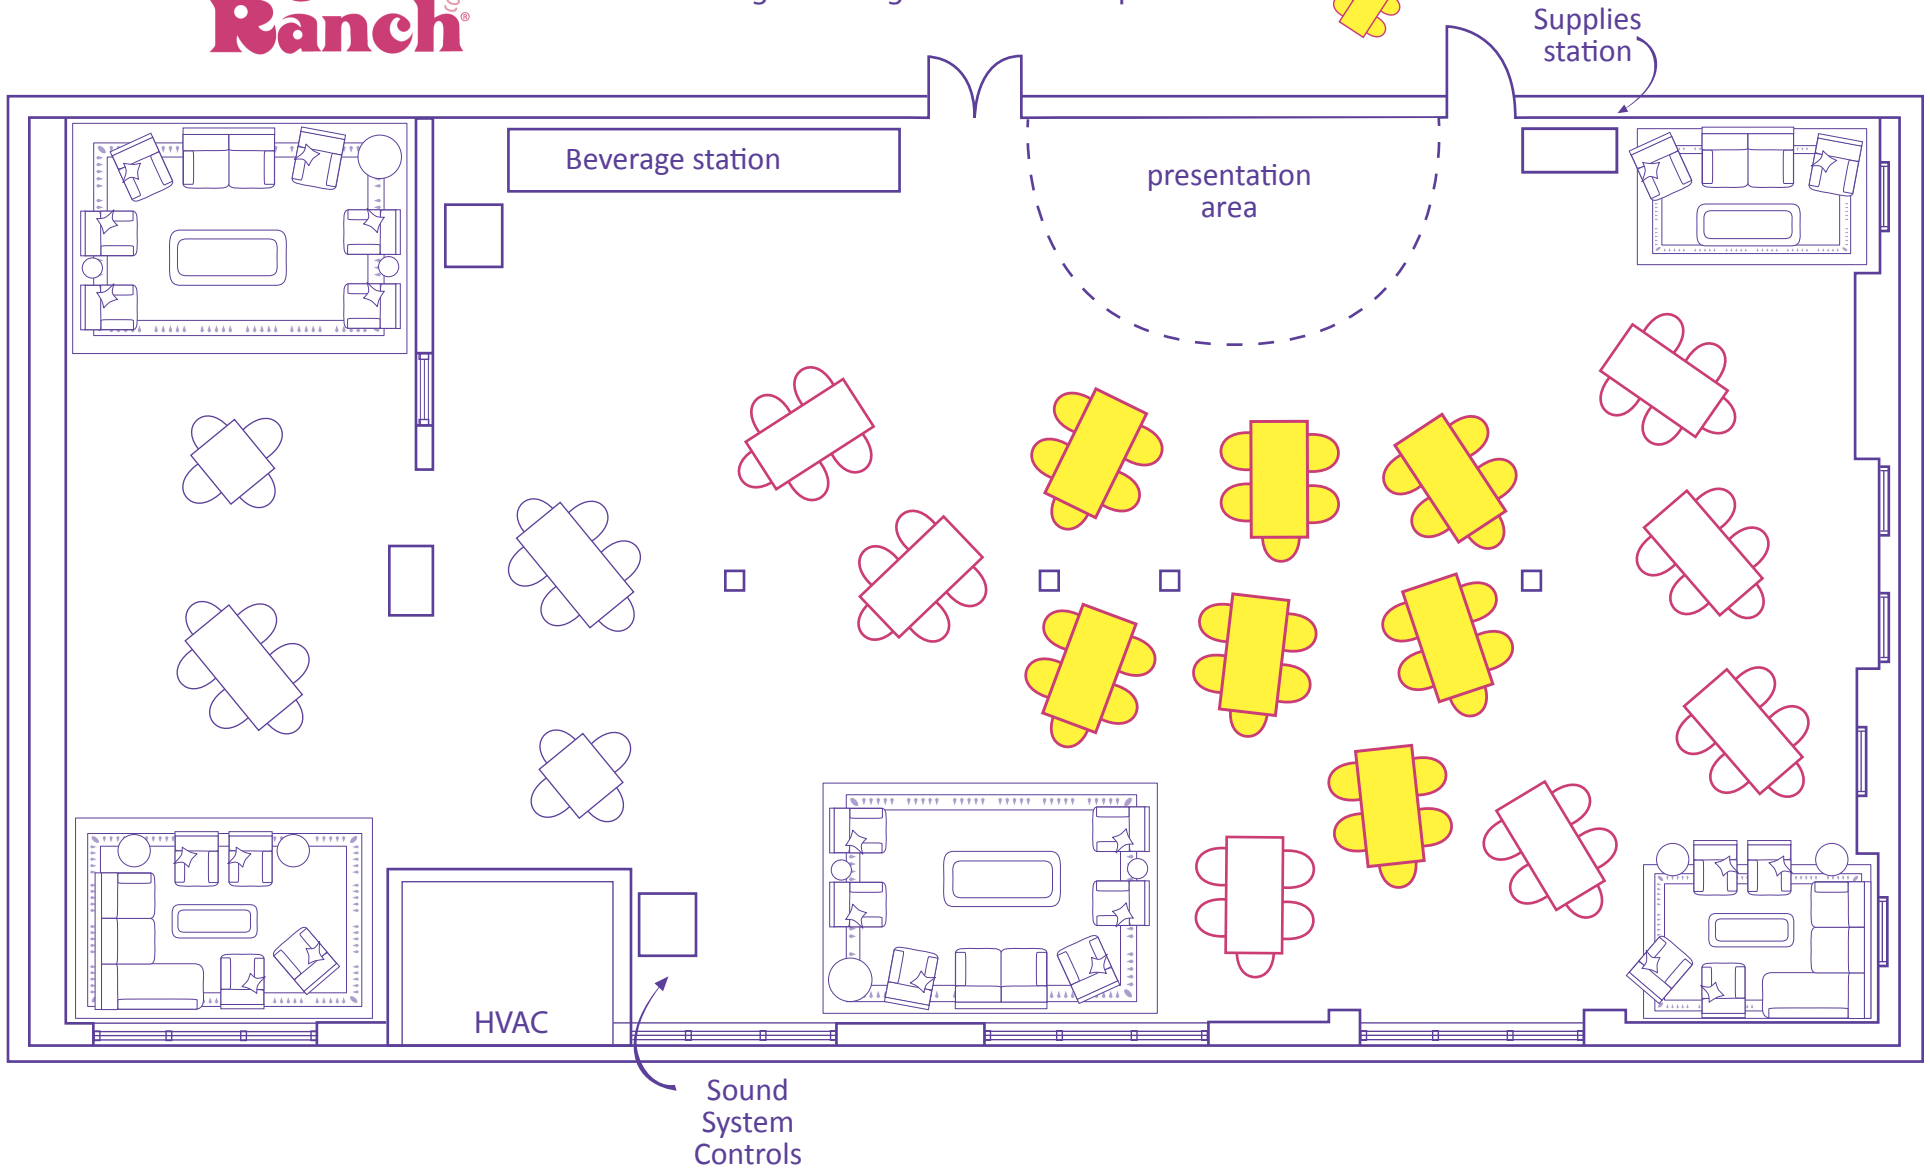 Ranch®
Supplies
station
Beverage station
presentation
area
HVAC
Sound
System
Controls